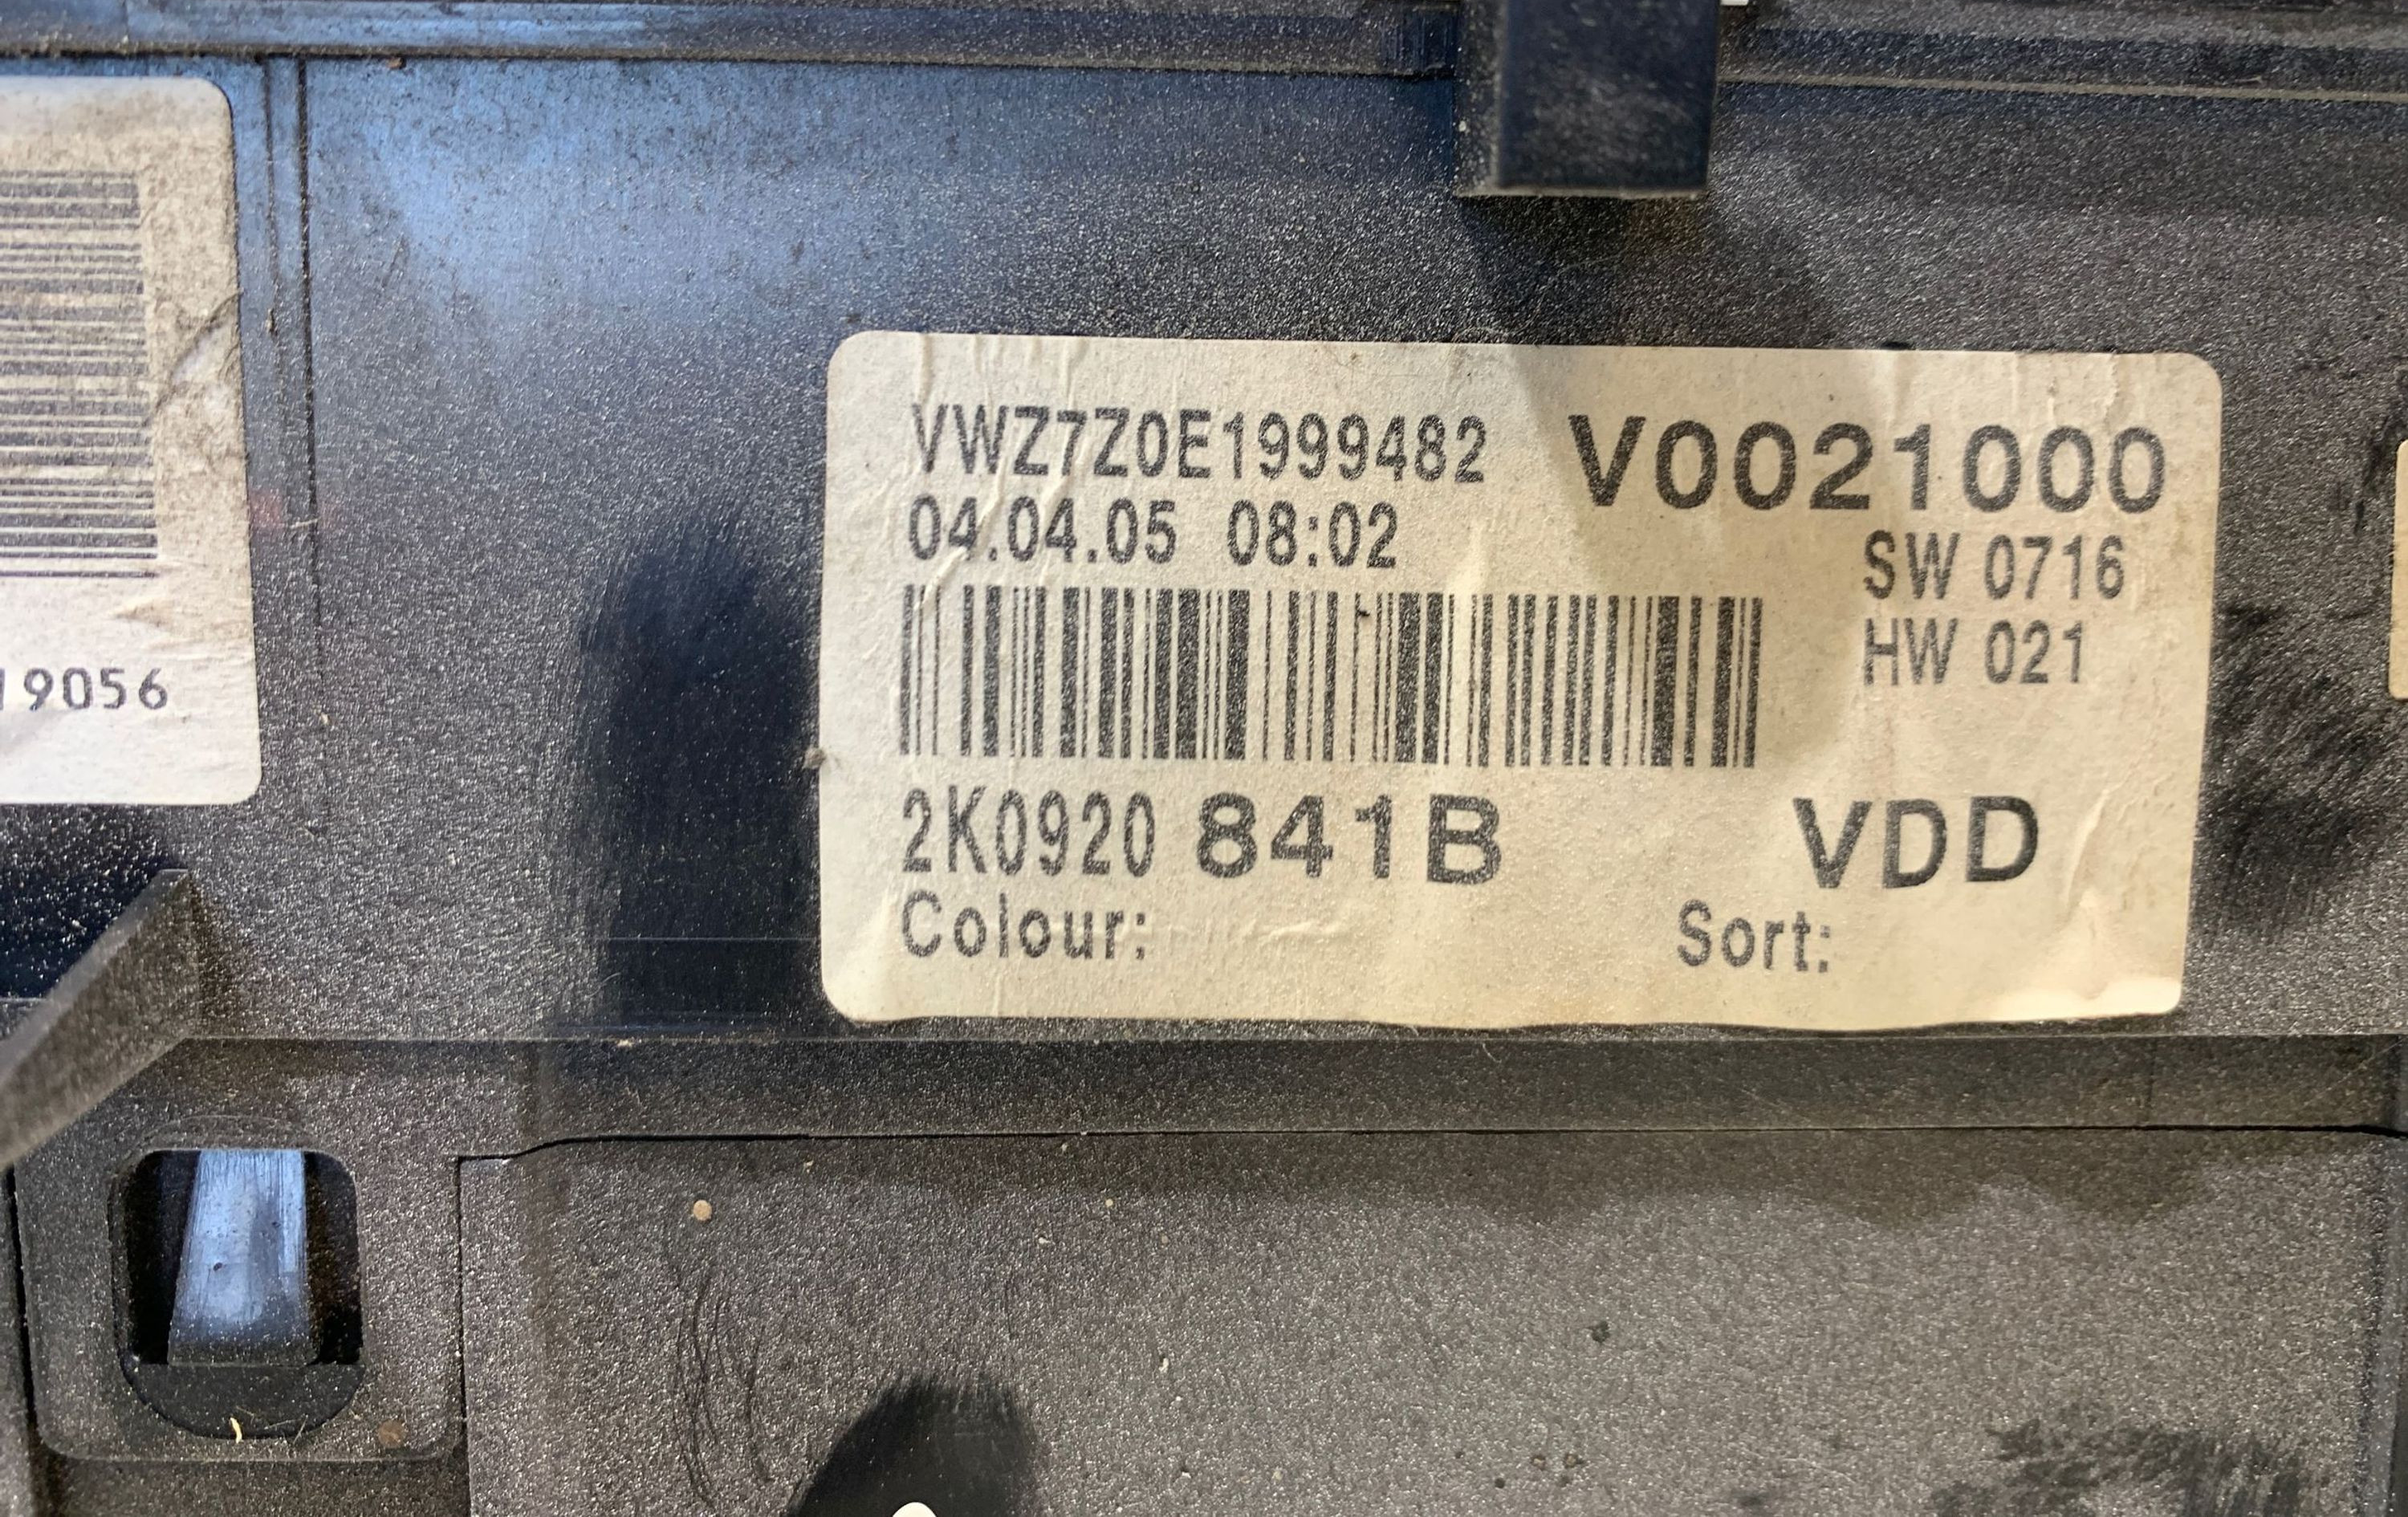 19056
VWZ7Z0E1999482 V0021000
04.04.05 08:02
SW 0716
HW 021
2K0920 841B VDD
Colour: Sort: